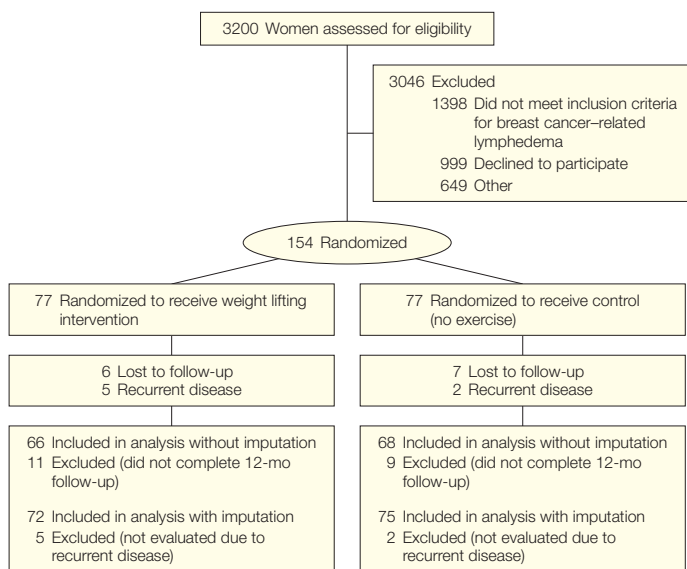 3200 Women assessed for eligibility
3046 Excluded
1398 Did not meet inclusion criteria
for breast cancer–related
lymphedema
999 Declined to participate
649 Other
154 Randomized
77 Randomized to receive weight lifting
intervention
77 Randomized to receive control
(no exercise)
6 Lost to follow-up
5 Recurrent disease
7 Lost to follow-up
2 Recurrent disease
66 Included in analysis without imputation
11 Excluded (did not complete 12-mo
follow-up)
72 Included in analysis with imputation
5 Excluded (not evaluated due to
recurrent disease)
68 Included in analysis without imputation
9 Excluded (did not complete 12-mo
follow-up)
75 Included in analysis with imputation
2 Excluded (not evaluated due to
recurrent disease)